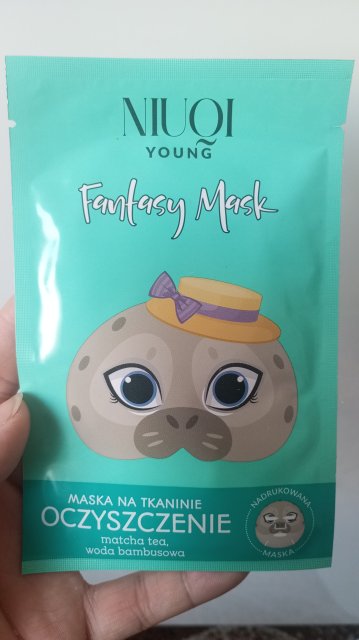 NIUQI
YOUNG
Fantasy Mask
MASKA NA TKANINIE
OCZYSZCZENIE
matcha tea,
woda bambusowa
NADRUKOWANA
MASKA